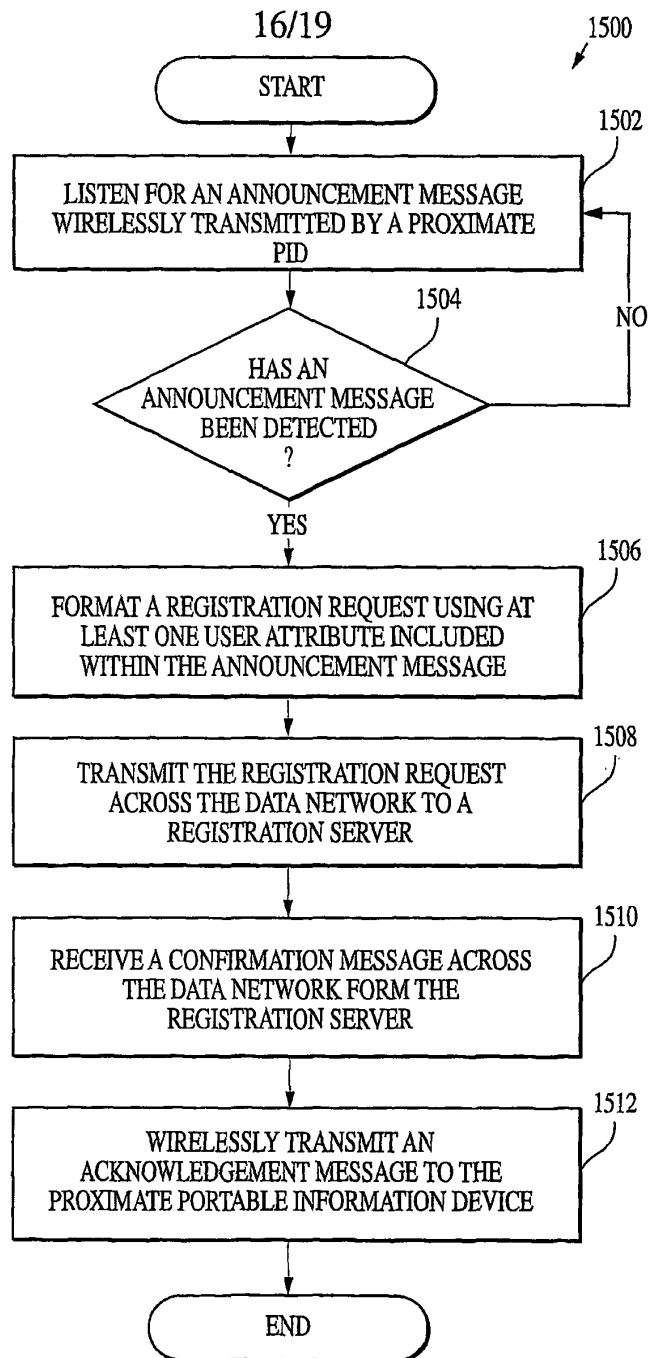 16/19
1500
START
1502
LISTEN FOR AN ANNOUNCEMENT MESSAGE
WIRELESSLY TRANSMITTED BY A PROXIMATE
PID
1504
NO
HAS AN
ANNOUNCEMENT MESSAGE
BEEN DETECTED
?
YES
1506
FORMAT A REGISTRATION REQUEST USING AT
LEAST ONE USER ATTRIBUTE INCLUDED
WITHIN THE ANNOUNCEMENT MESSAGE
1508
TRANSMIT THE REGISTRATION REQUEST
ACROSS THE DATA NETWORK TO A
REGISTRATION SERVER
1510
RECEIVE A CONFIRMATION MESSAGE ACROSS
THE DATA NETWORK FORM THE
REGISTRATION SERVER
1512
WIRELESSLY TRANSMIT AN
ACKNOWLEDGEMENT MESSAGE TO THE
PROXIMATE PORTABLE INFORMATION DEVICE
END